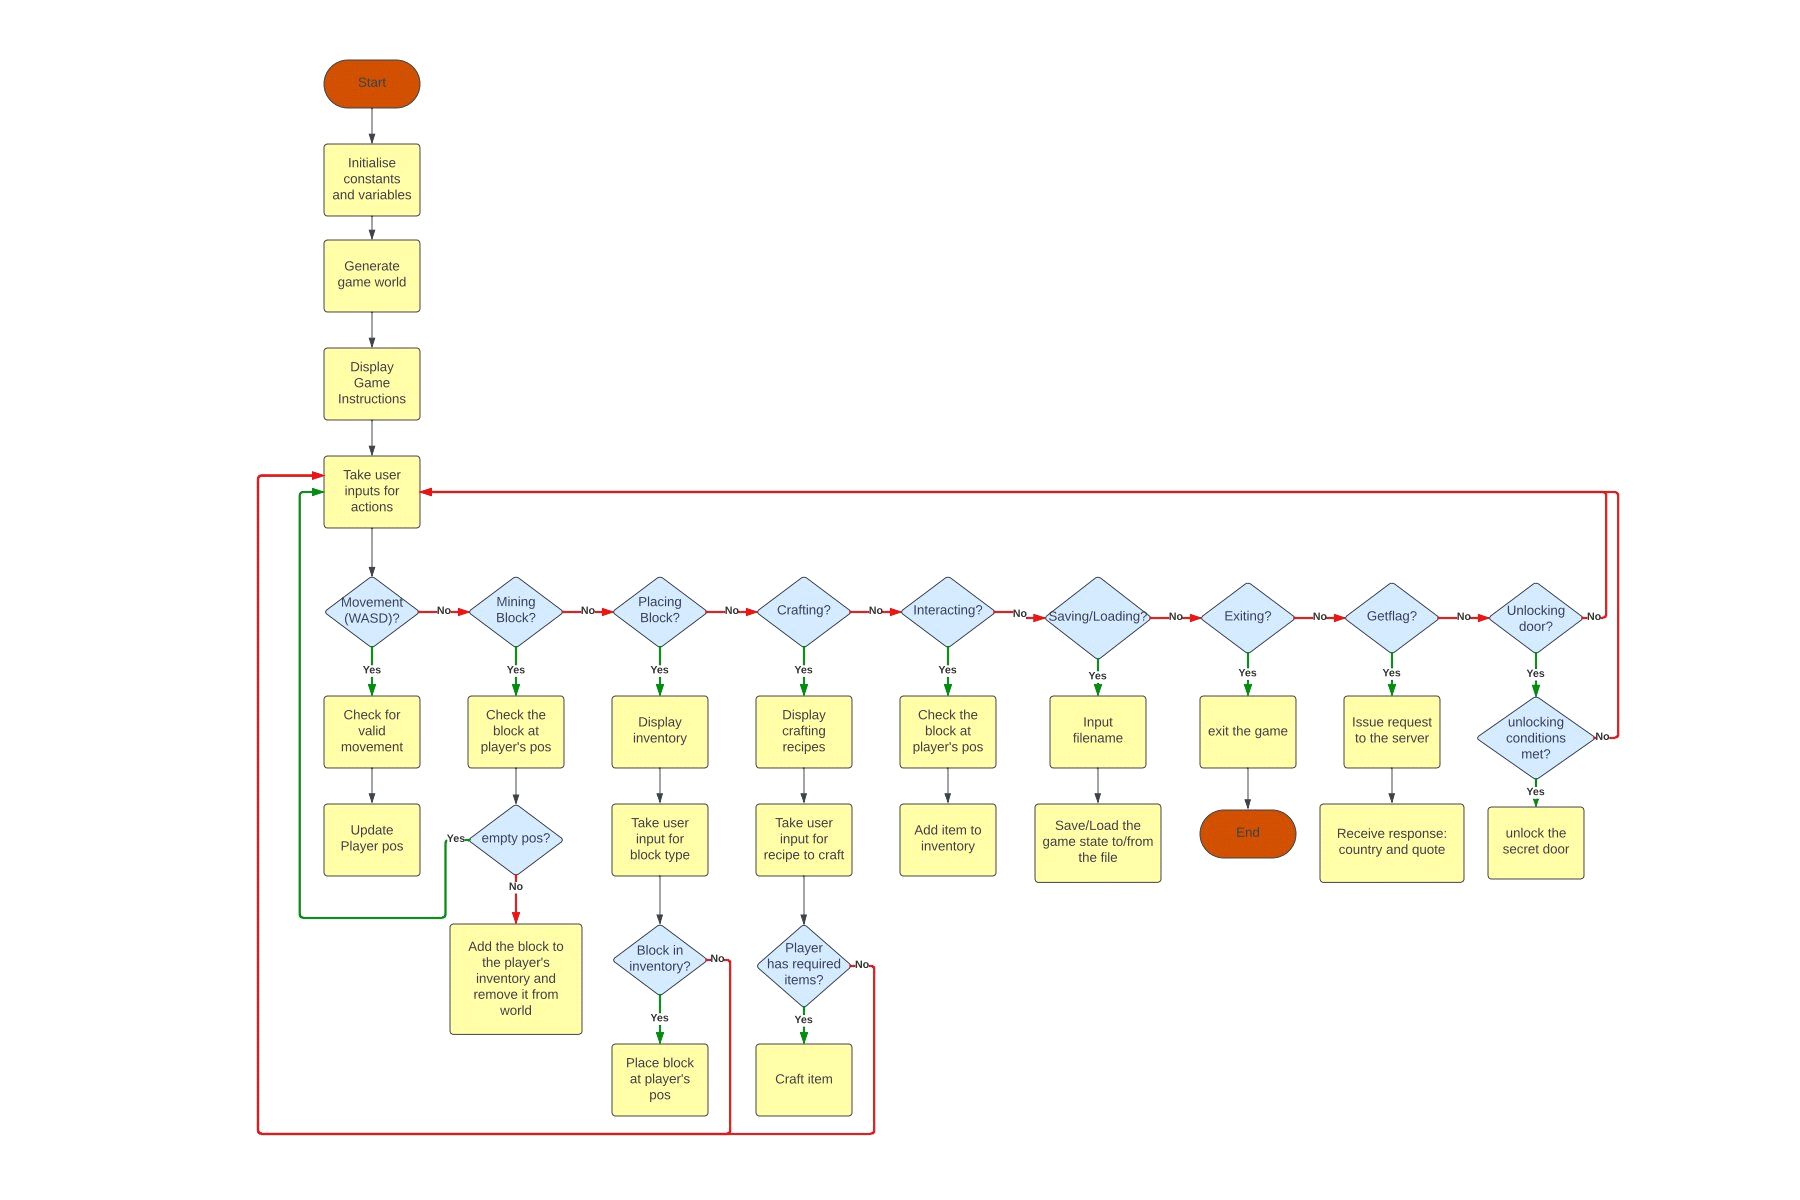 Start
Initialise
constants
and variables
Generate
game world
Display
Game
Instructions
Take user
inputs for
actions
Movement
(WASD)?
No
Mining
Block?
No
Placing
Block?
No
Crafting?
No
Interacting?
No
Saving/Loading?
No
Exiting?
No
Getflag?
No
Unlocking
door?
No
Yes
Yes
Yes
Yes
Yes
Yes
Yes
Yes
Yes
Check for
valid
movement
Check the
block at
player's pos
Display
inventory
Display
crafting
recipes
Check the
block at
player's pos
Input
filename
exit the game
Issue request
to the server
unlocking
conditions
met?
No
Yes
Update
Player pos
Yes
empty pos?
No
Take user
input for
block type
Take user
input for
recipe to craft
Add item to
inventory
Save/Load the
game state to/from
the file
End
Receive response:
country and quote
unlock the
secret door
Add the block to
the player's
inventory and
remove it from
world
Block in
inventory?
No
Yes
Player
has required
items?
No
Yes
Place block
at player's
pos
Craft item